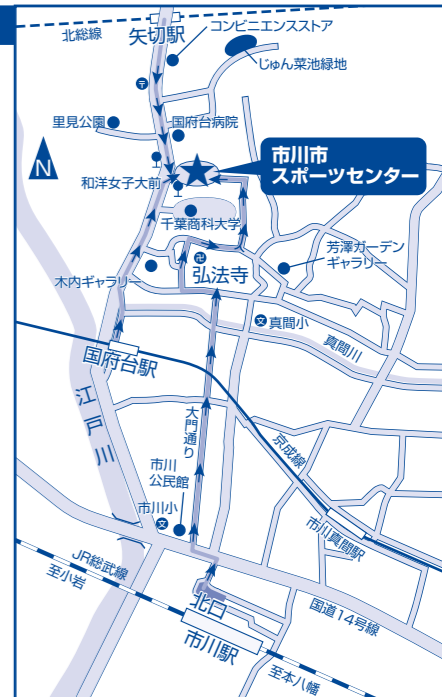 北総線
矢切駅
コンビニエンスストア
じゅん菜池緑地
〒
里見公園
国府台病院
N
市川市
スポーツセンター
和洋女子大前
千葉商科大学
卍
弘法寺
芳澤ガーデン
ギャラリー
木内ギャラリー
文
真間小
真間川
国府台駅
江戸川
大門通り
京成線
市川
公民館
市川小
文
市川真間駅
JR総武線
至小岩
北口
国道14号線
市川駅
至本八幡